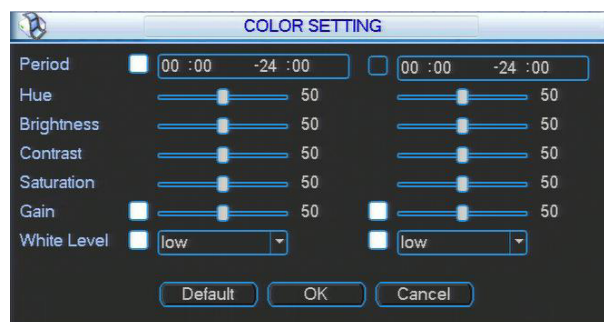 COLOR SETTING
Period 00 :00 -24 :00 00 :00 -24 :00
Hue 50 50
Brightness 50 50
Contrast 50 50
Saturation 50 50
Gain 50 50
White Level low low
Default OK Cancel